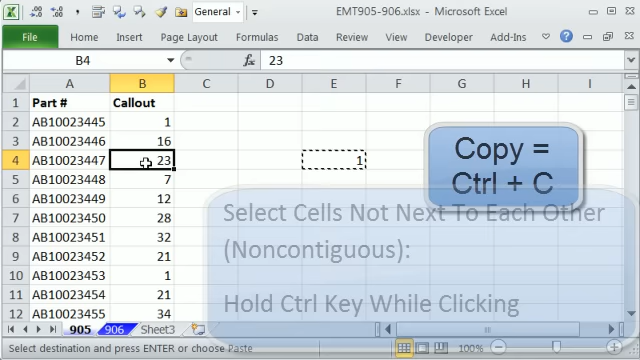 General
EMT905-906.xlsx - Microsoft Excel
File Home Insert Page Layout Formulas Data Review View Developer
B4 fx 23
A B C D E F G H I
1 Part # Callout
2 AB10023445 1
3 AB10023446 16
4 AB10023447 23 1
5 AB10023448 7
6 AB10023449 12
7 AB10023450 28
8 AB10023451 32
9 AB10023452 21
10 AB10023453 1
11 AB10023454 21
12 AB10023455 34
Copy =
Ctrl + C
Select Cells Not Next To Each Other
(Noncontiguous):
Hold Ctrl Key While Clicking
905 906 Sheet3
Select destination and press ENTER or choose Paste 100%